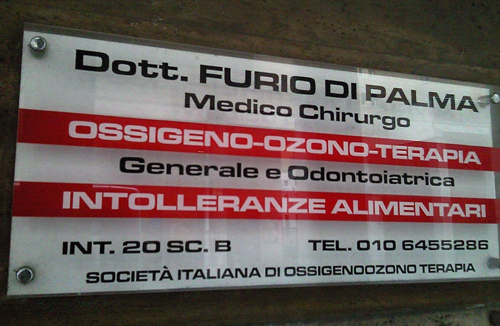 Dott. FURIO DI PALMA
Medico Chirurgo
OSSIGENO-OZONO-TERAPIA
Generale e Odontoiatrica
INTOLLERANZE ALIMENTARI
INT. 20 SC. B TEL. 010 6455286
SOCIETÀ ITALIANA DI OSSIGENOOZONO TERAPIA